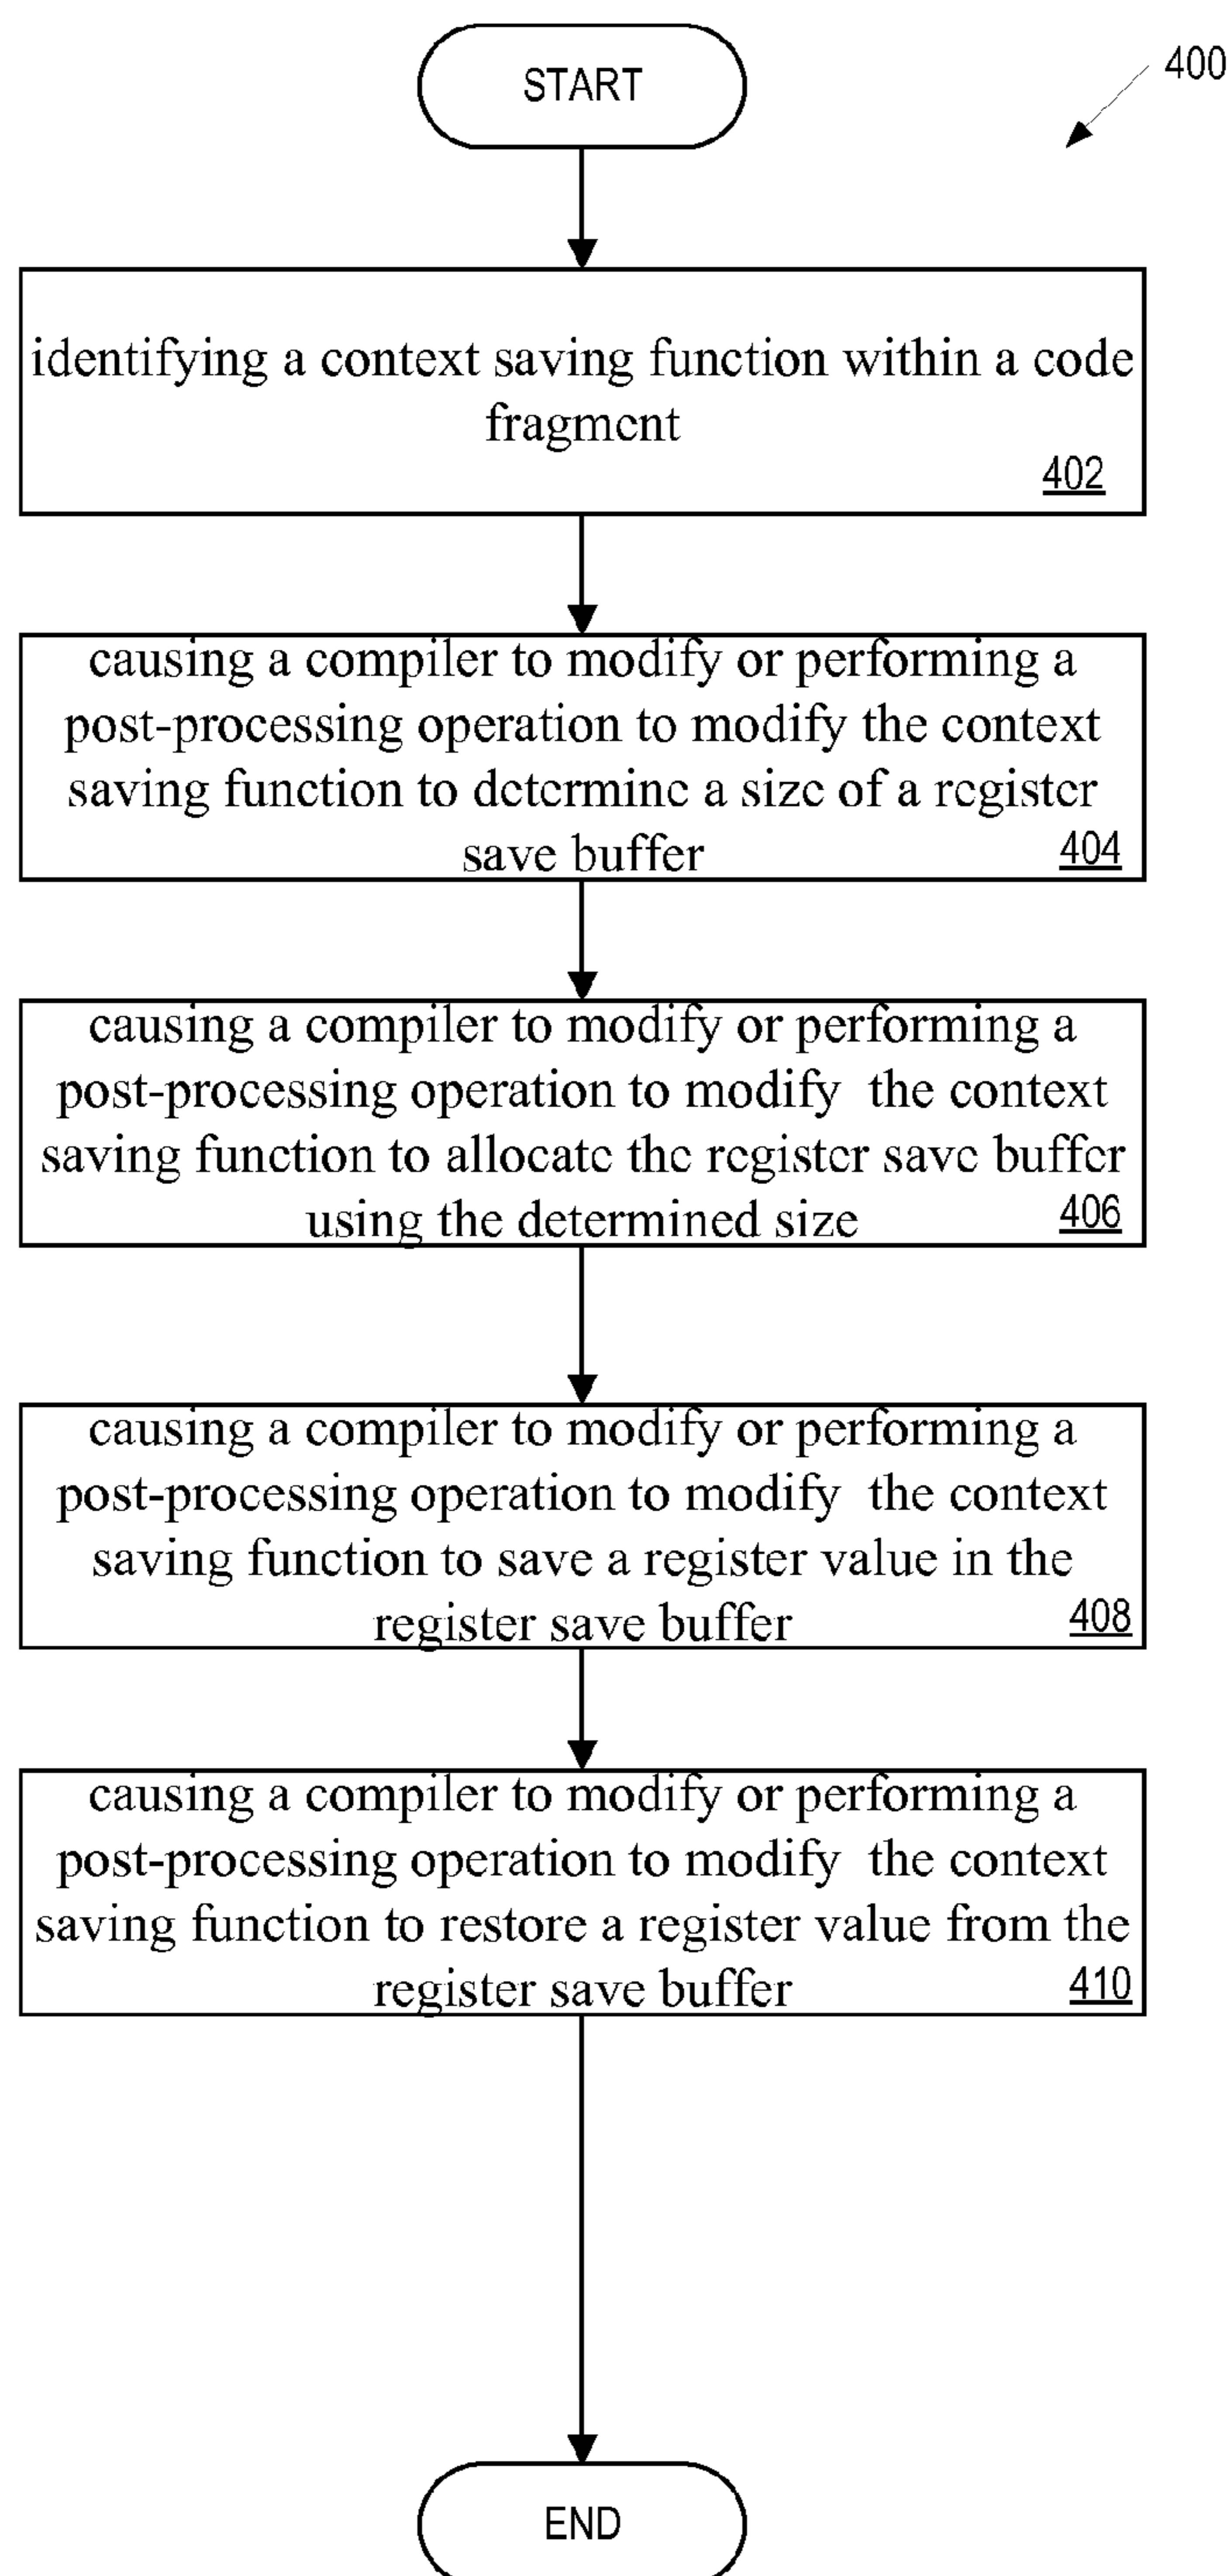 START
400
identifying a context saving function within a code
fragment
402
causing a compiler to modify or performing a
post-processing operation to modify the context
saving function to determine a size of a register
save buffer
404
causing a compiler to modify or performing a
post-processing operation to modify the context
saving function to allocate the register save buffer
using the determined size
406
causing a compiler to modify or performing a
post-processing operation to modify the context
saving function to save a register value in the
register save buffer
408
causing a compiler to modify or performing a
post-processing operation to modify the context
saving function to restore a register value from the
register save buffer
410
END